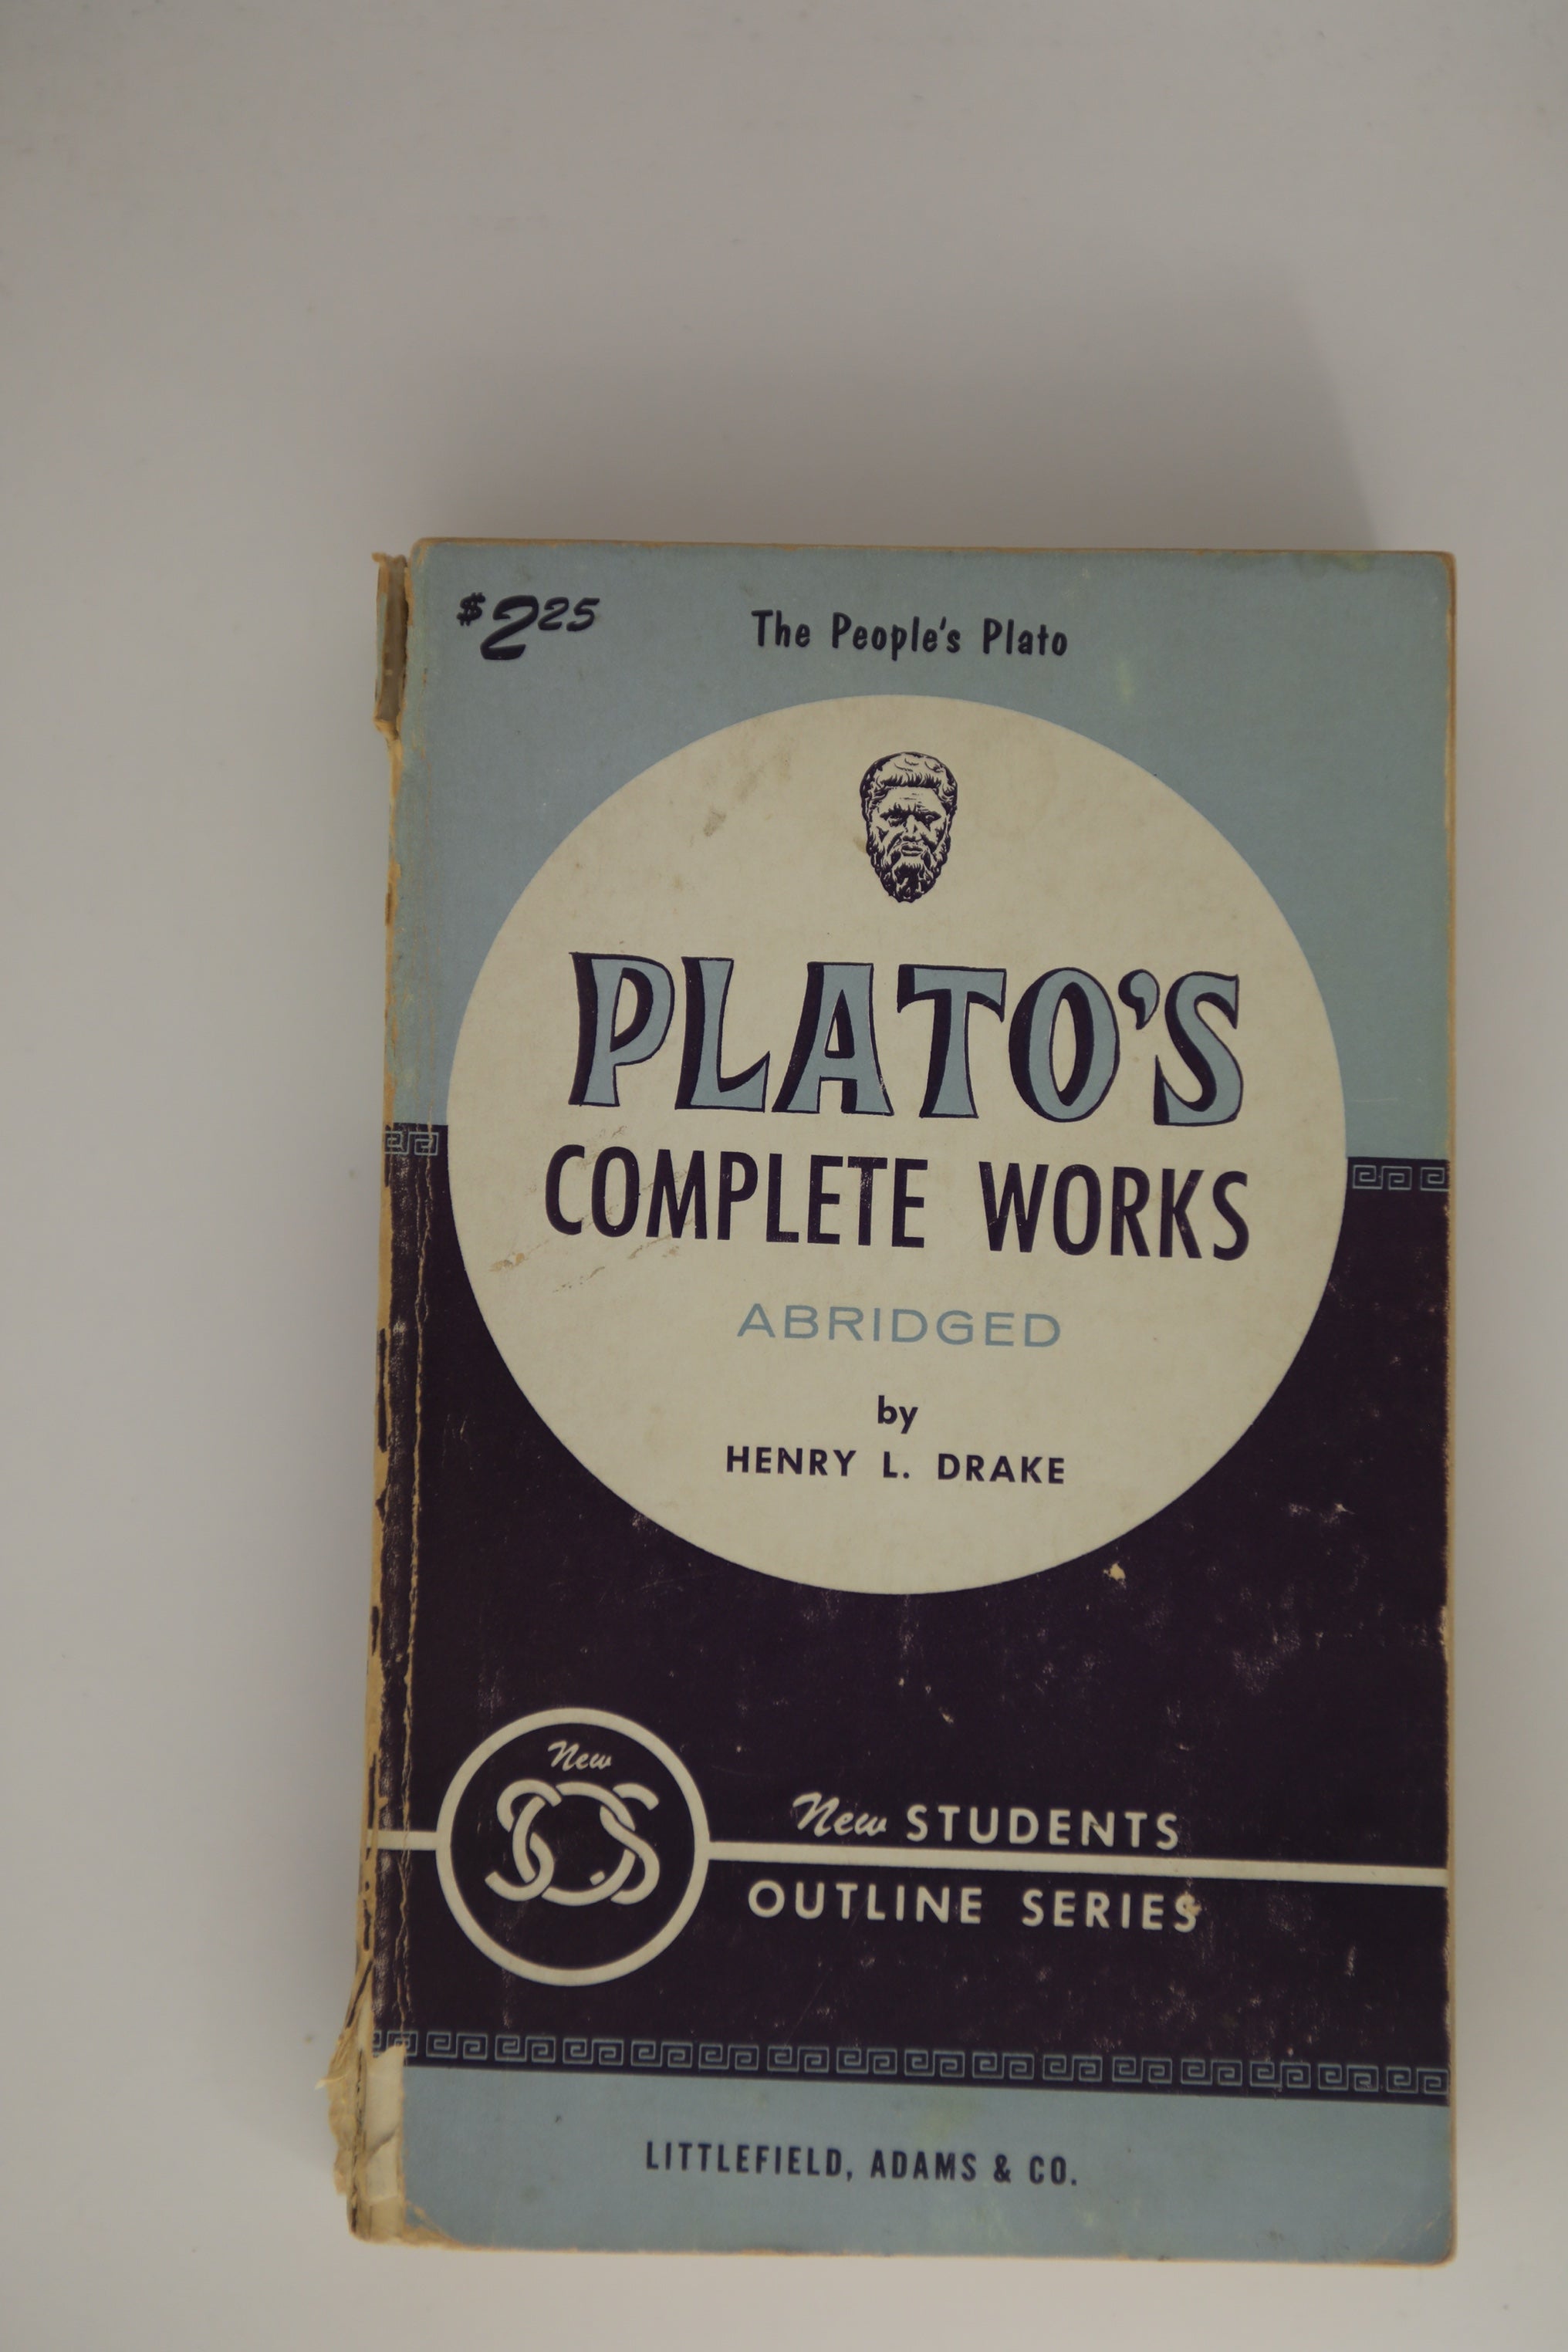 $2.25
The People's Plato
PLATO'S
COMPLETE WORKS
ABRIDGED
by
HENRY L. DRAKE
New
SOS
New STUDENTS
OUTLINE SERIES
LITTLEFIELD, ADAMS & CO.